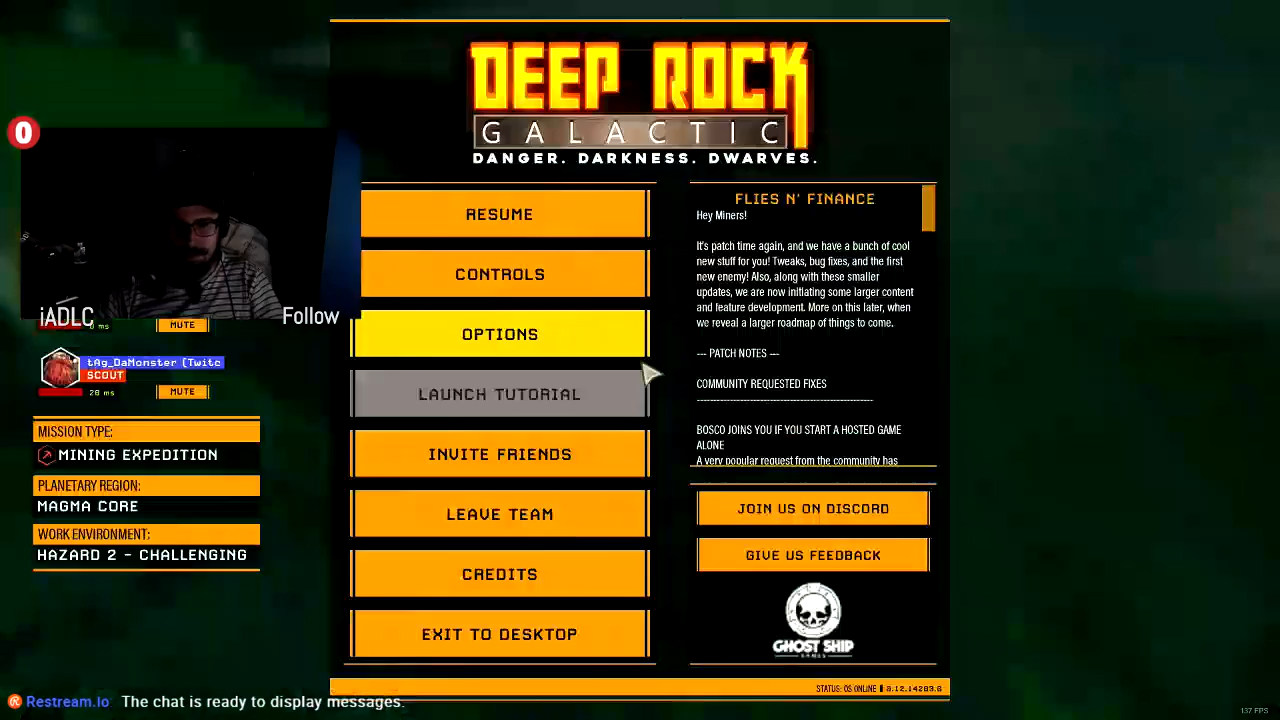 DEEP ROCK
GALACTIC
DANGER. DARKNESS. DWARVES.
0
iADLC
Follow
MUTE
tAg_DaMonster (Twitc
SCOUT
28 ms
MUTE
MISSION TYPE:
MINING EXPEDITION
PLANETARY REGION:
MAGMA CORE
WORK ENVIRONMENT:
HAZARD 2 - CHALLENGING
RESUME
CONTROLS
OPTIONS
LAUNCH TUTORIAL
INVITE FRIENDS
LEAVE TEAM
CREDITS
EXIT TO DESKTOP
FLIES N' FINANCE
Hey Miners!
It's patch time again, and we have a bunch of cool
new stuff for you! Tweaks, bug fixes, and the first
new enemy! Also, along with these smaller
updates, we are now initiating some larger content
and feature development. More on this later, when
we reveal a larger roadmap of things to come.
--- PATCH NOTES ---
COMMUNITY REQUESTED FIXES
--------------------------------------------------
BOSCO JOINS YOU IF YOU START A HOSTED GAME
ALONE
A very popular request from the community has
JOIN US ON DISCORD
GIVE US FEEDBACK
GHOST SHIP
STATUS: OS ONLINE
Restream.io The chat is ready to display messages.
137 FPS